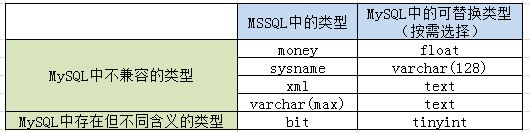 MSSQL中的类型
MySQL中的可替换类型
（按需选择）
MySQL中不兼容的类型
money
float
sysname
varchar(128)
xml
text
varchar(max)
text
MySQL中存在但不同含义的类型
bit
tinyint